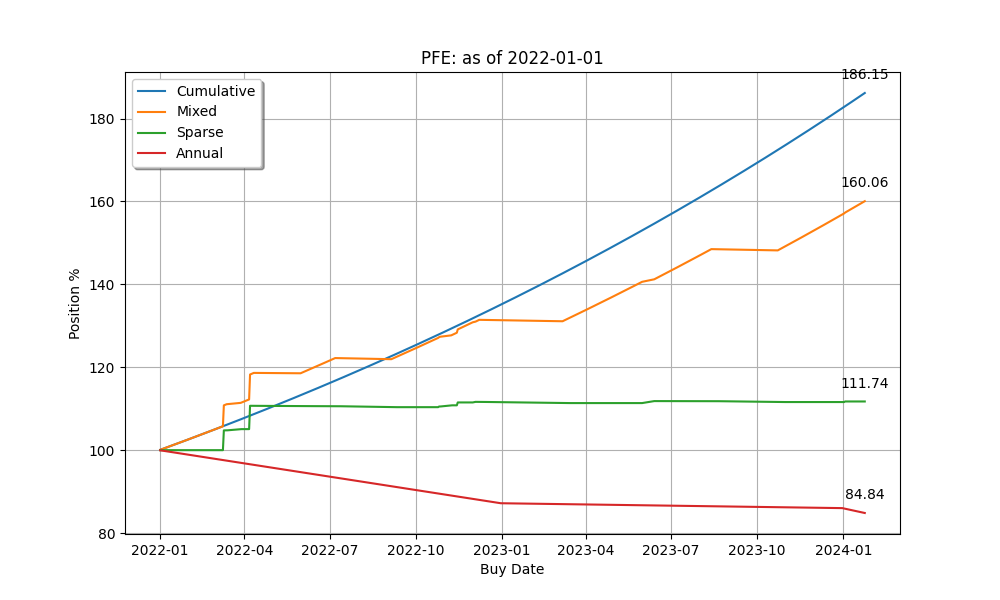 PFE: as of 2022-01-01
186.15
Cumulative
Mixed
Sparse
Annual
180
160.06
160
140
120
111.74
100
84.84
80
Position %
2022-01 2022-04 2022-07 2022-10 2023-01 2023-04 2023-07 2023-10 2024-01
Buy Date